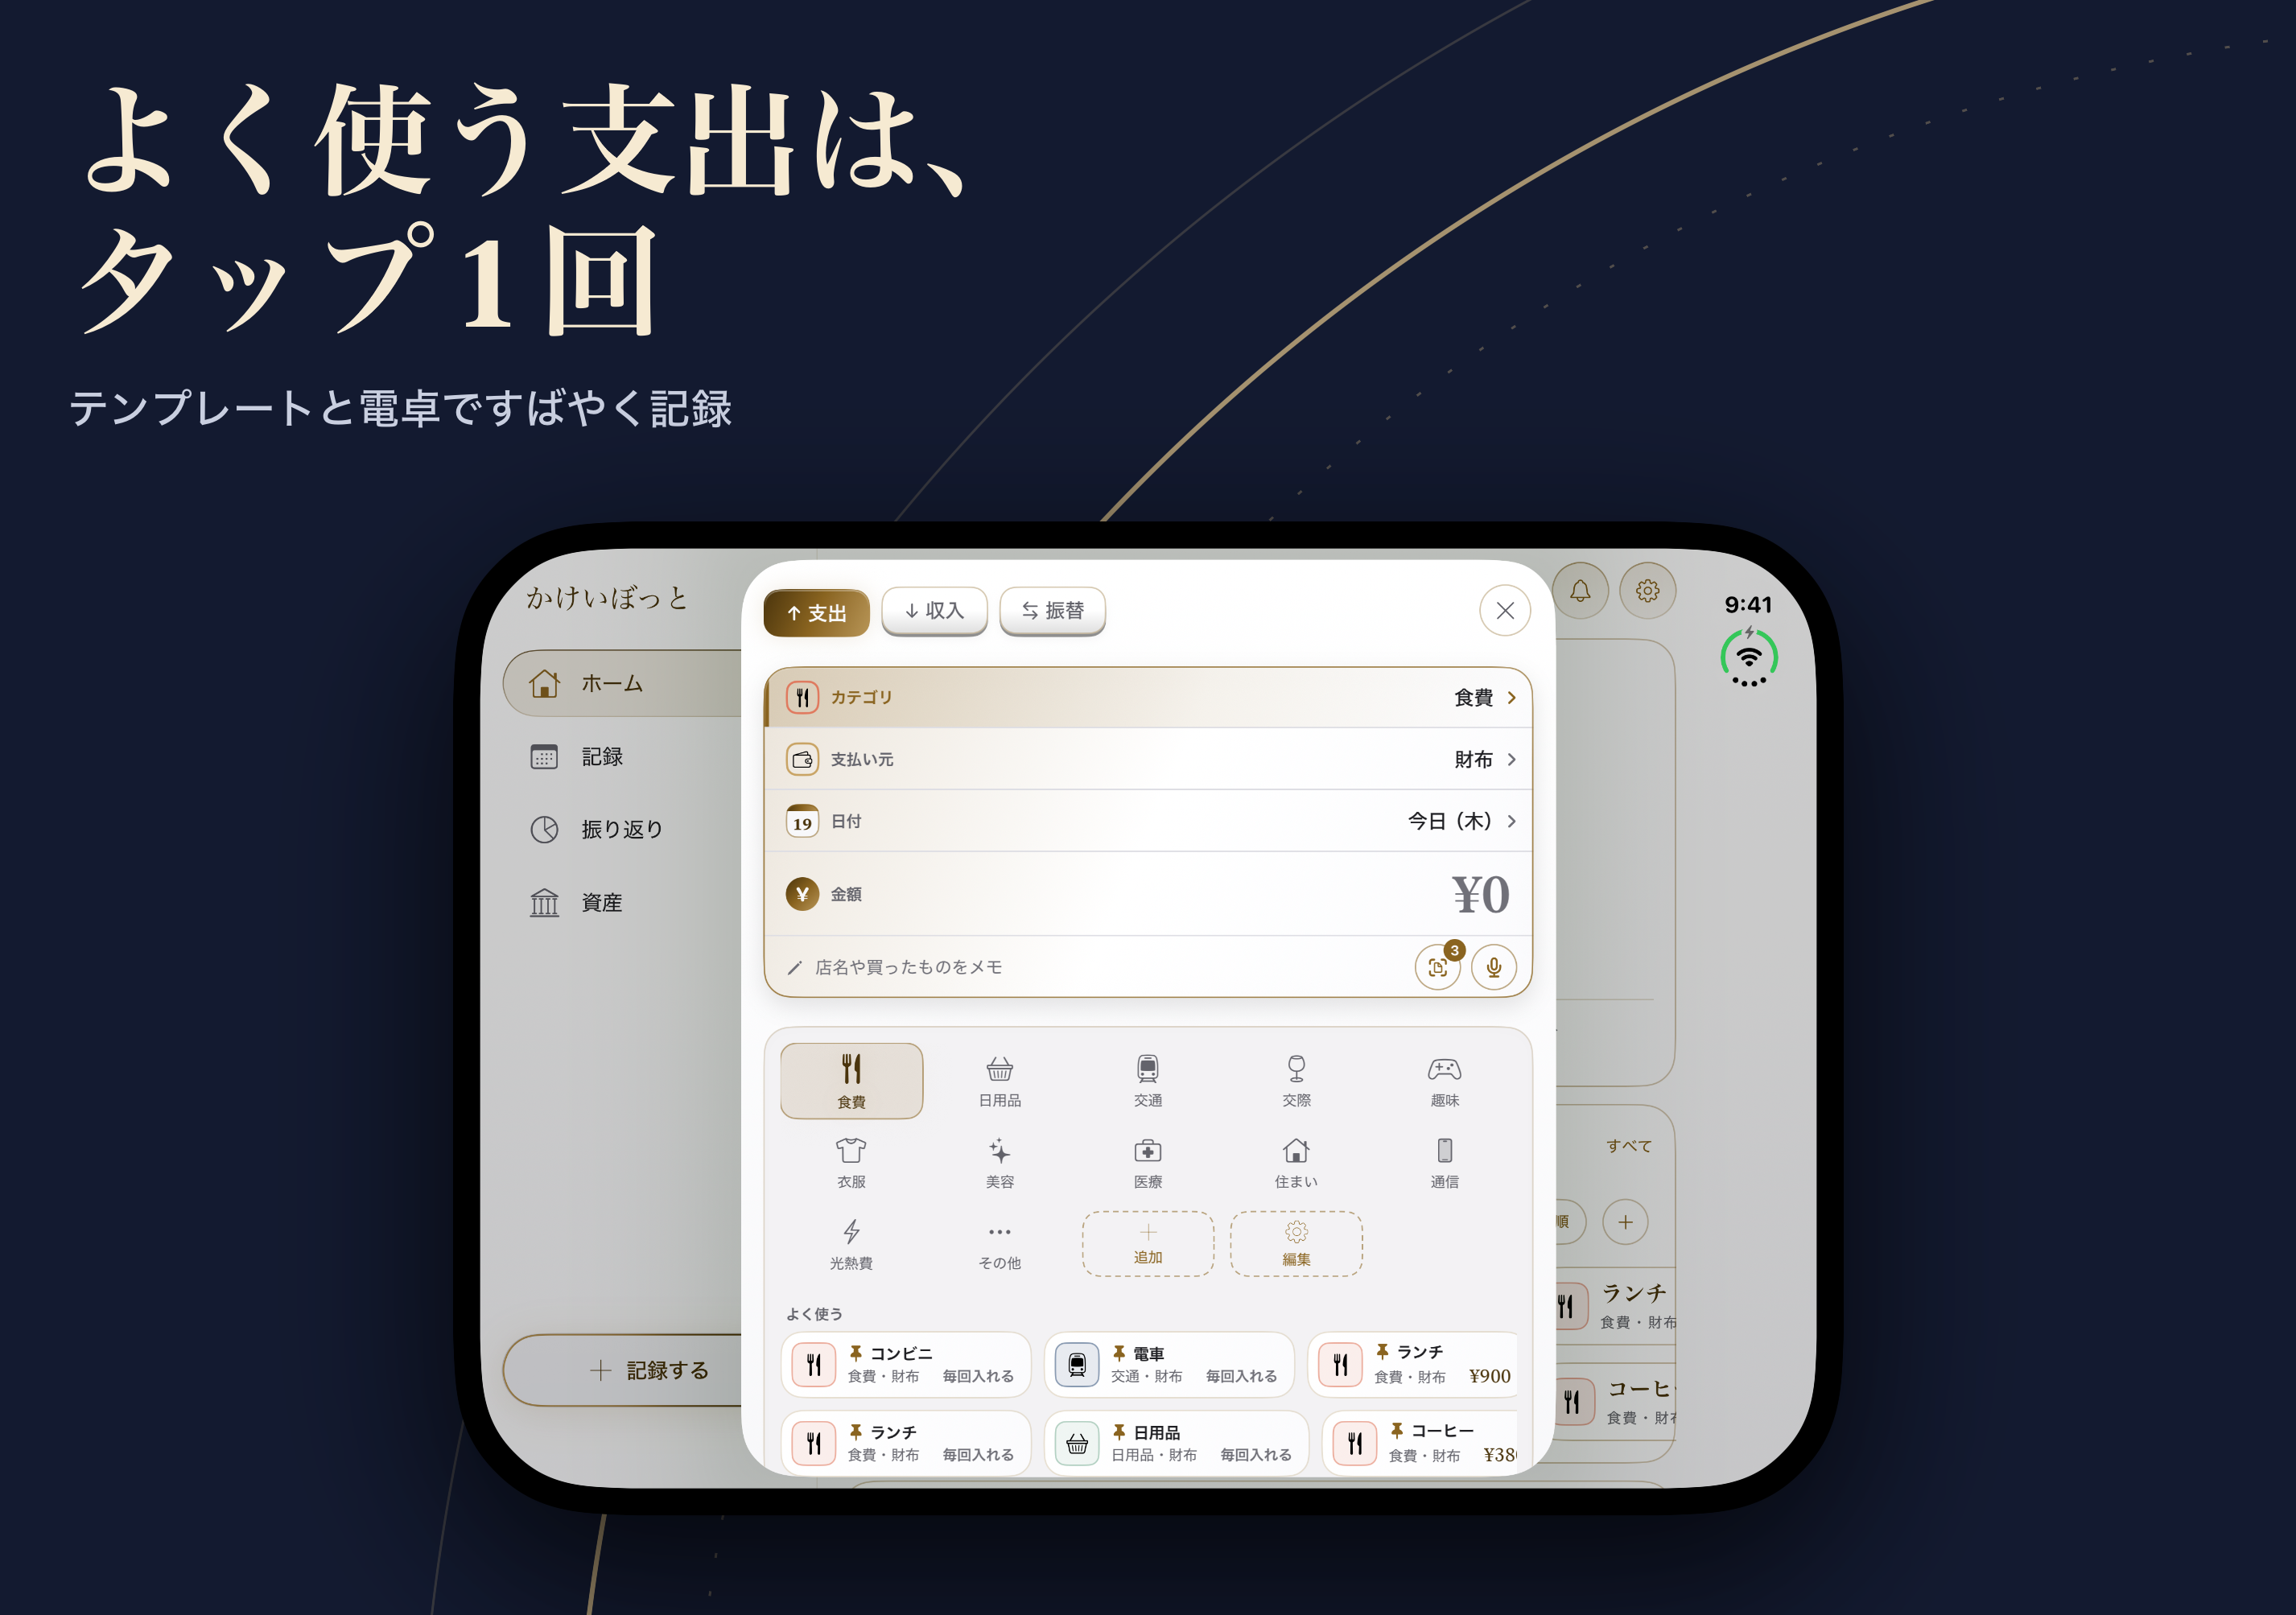 よく使う支出は、
タップ1回
テンプレートと電卓ですばやく記録
かけいぼっと
ホーム
記録
振り返り
資産
記録する
支出
収入
振替
カテゴリ
食費
支払い元
財布
19
日付
今日（木）
¥
金額
¥0
店名や買ったものをメモ
3
食費
日用品
交通
交際
趣味
衣服
美容
医療
住まい
通信
光熱費
その他
追加
編集
よく使う
コンビニ
食費・財布 毎回入れる
電車
交通・財布 毎回入れる
ランチ
食費・財布 ¥900
ランチ
食費・財布 毎回入れる
日用品
日用品・財布 毎回入れる
コーヒー
食費・財布 ¥38
9:41
すべて
順
ランチ
食費・財布
コーヒ
食費・財